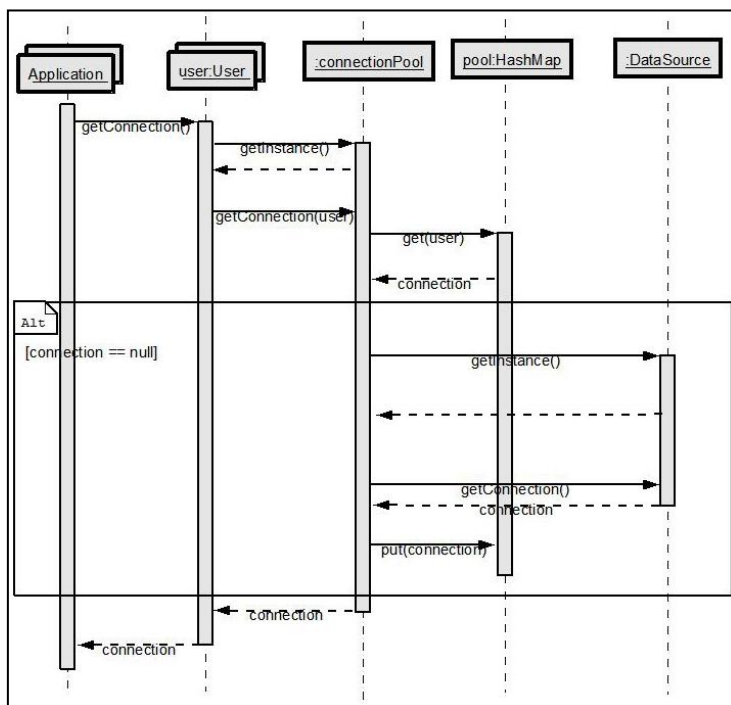 Application
user:User
:connectionPool
pool:HashMap
:DataSource
getConnection()
getInstance()
getConnection(user)
get(user)
connection
Alt
[connection == null]
getInstance()
getConnection()
connection
put(connection)
connection
connection